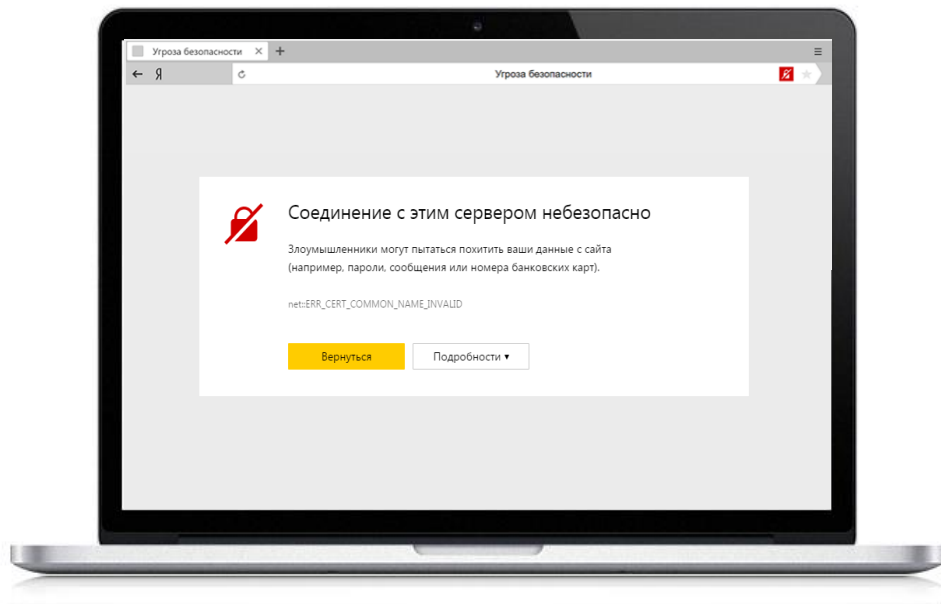 Угроза безопасности
Я
Угроза безопасности
Соединение с этим сервером небезопасно
Злоумышленники могут пытаться похитить ваши данные с сайта
(например, пароли, сообщения или номера банковских карт).
net::ERR_CERT_COMMON_NAME_INVALID
Вернуться
Подробности